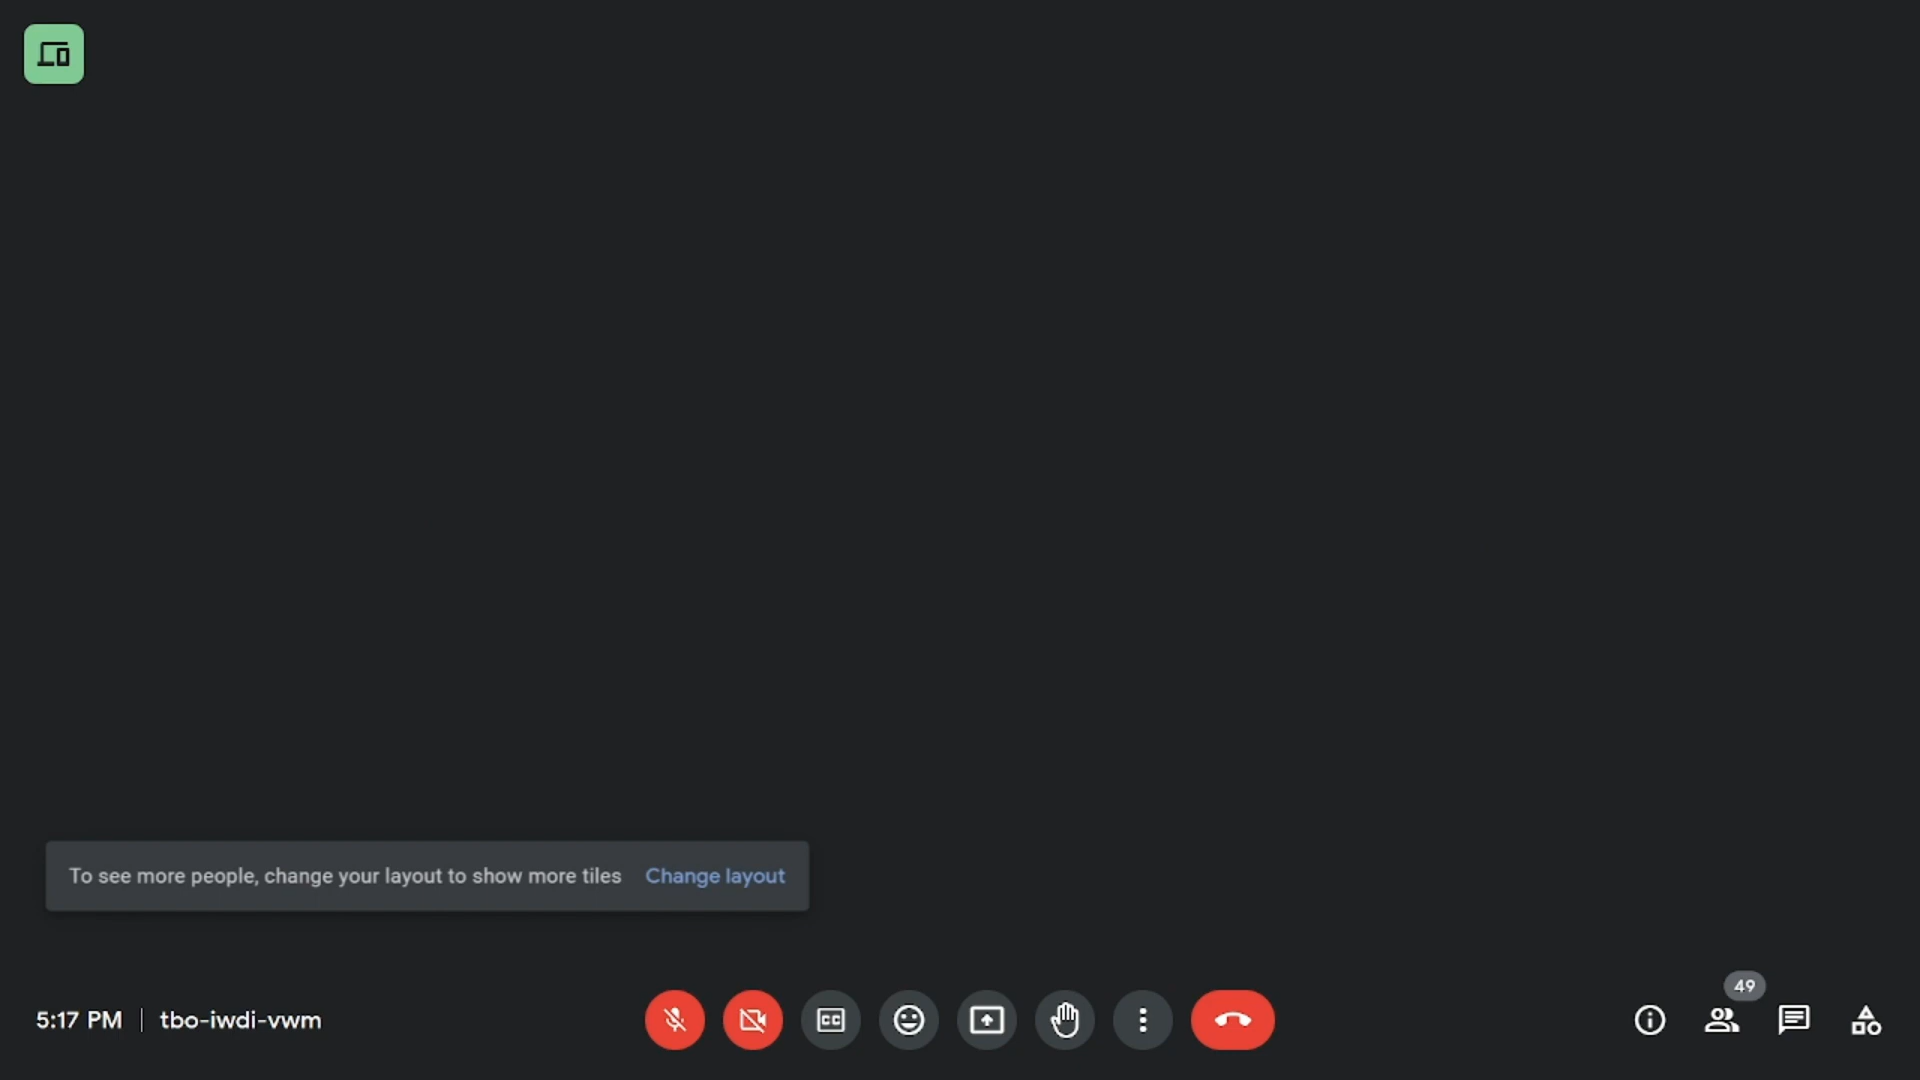 To see more people, change your layout to show more tiles Change layout
49
5:17 PM | tbo-iwdi-vwm
CC